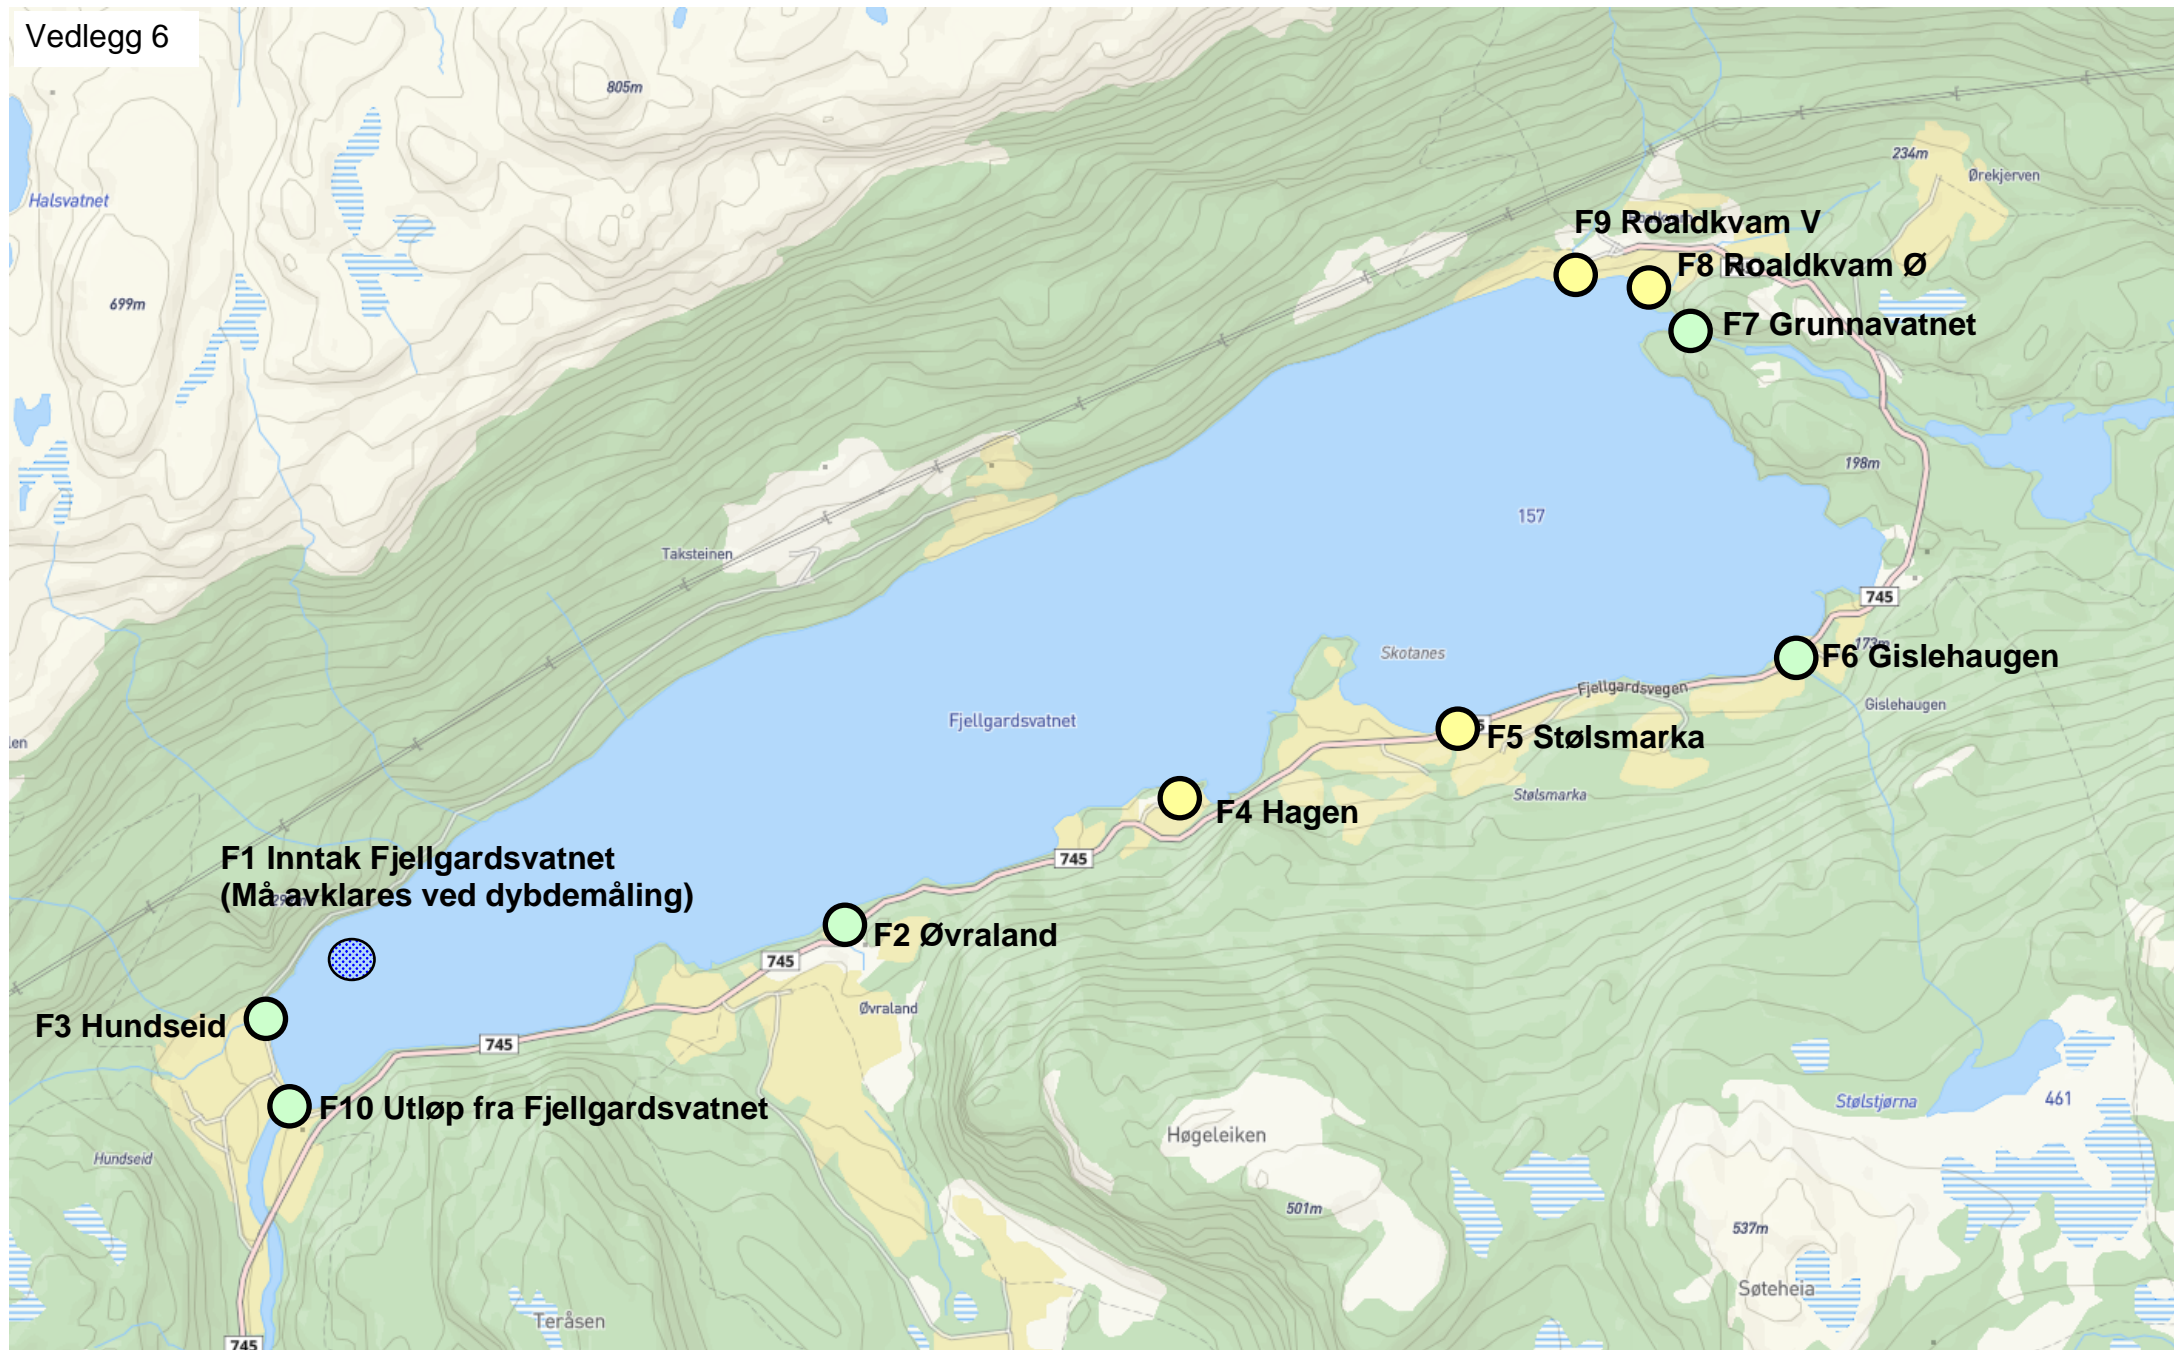 Vedlegg 6
805m
234m
Ørekjerven
Halsvatnet
F9 Roaldkvam V
F8 Roaldkvam Ø
699m
F7 Grunnavatnet
198m
157
Taksteinen
745
Skotanes
173m
F6 Gislehaugen
Fjellgardsvegen
Gislehaugen
Fjellgardsvatnet
F5 Stølsmarka
len
Stølsmarka
F4 Hagen
745
F1 Inntak Fjellgardsvatnet
(Må avklares ved dybdemåling)
F2 Øvraland
745
Øvraland
F3 Hundseid
745
F10 Utløp fra Fjellgardsvatnet
Stølstjørna
461
Høgeleiken
Hundseid
501m
537m
Søteheia
Teråsen
745